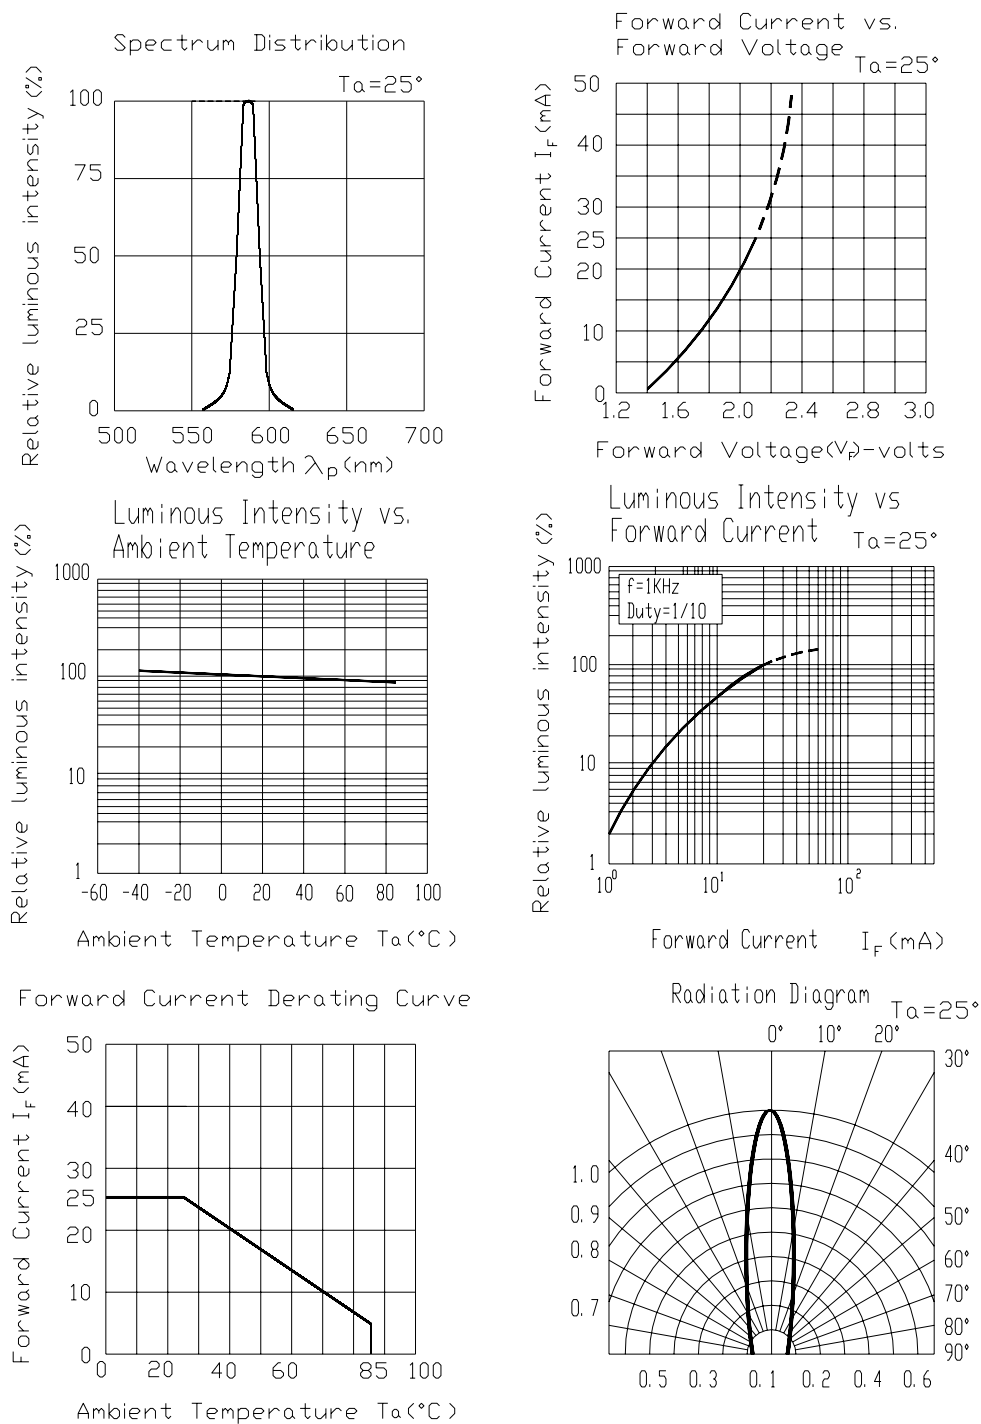 Spectrum Distribution
Ta=25°
Relative luminous intensity (%)
100
75
50
25
0
500 550 600 650 700
Wavelength λp(nm)
Forward Current vs.
Forward Voltage
Ta=25°
Forward Current IF(mA)
50
40
30
25
20
10
0
1.2 1.6 2.0 2.4 2.8 3.0
Forward Voltage(VF)-volts
Luminous Intensity vs.
Ambient Temperature
Relative luminous intensity (%)
1000
100
10
1
-60 -40 -20 0 20 40 60 80 100
Ambient Temperature Ta(°C)
Luminous Intensity vs
Forward Current
Ta=25°
Relative luminous intensity (%)
1000
f=1KHz
Duty=1/10
100
10
1
10⁰ 10¹ 10²
Forward Current IF(mA)
Forward Current Derating Curve
Forward Current IF(mA)
50
40
30
25
20
10
0
0 20 40 60 85 100
Ambient Temperature Ta(°C)
Radiation Diagram
Ta=25°
0° 10° 20°
30°
40°
50°
60°
70°
80°
90°
1.0
0.9
0.8
0.7
0.5 0.3 0.1 0.2 0.4 0.6